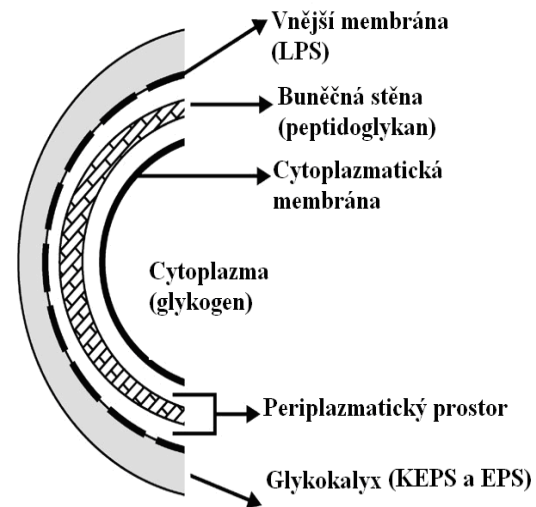 Vnější membrána
(LPS)
Buněčná stěna
(peptidoglykan)
Cytoplazmatická
membrána
Cytoplazma
(glykogen)
Periplazmatický prostor
Glykokalyx (KEPS a EPS)